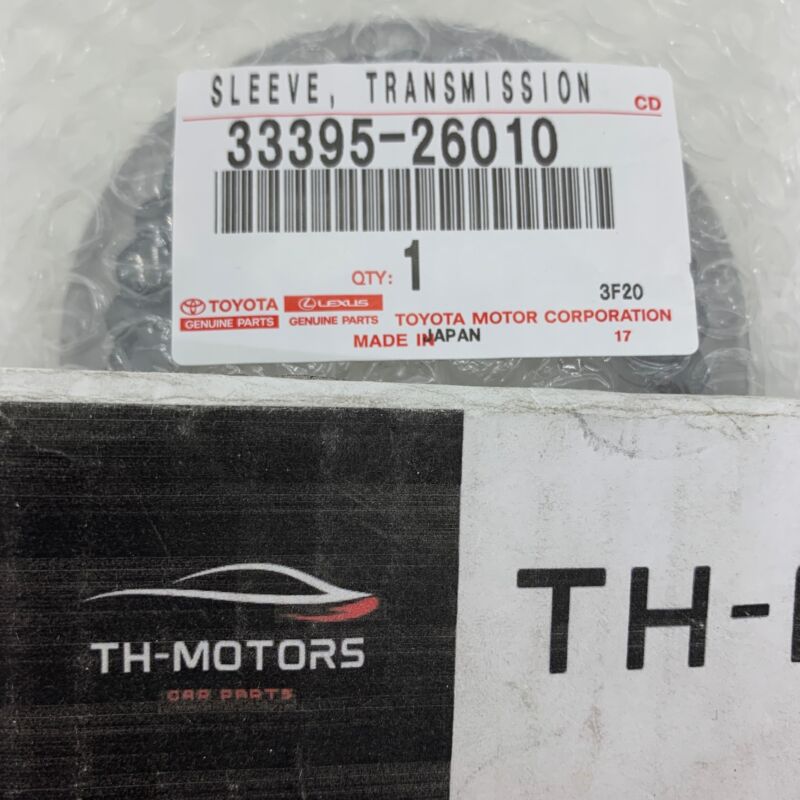 SLEEVE, TRANSMISSION
CD
33395-26010
QTY: 1
3F20
TOYOTA LEXUS
GENUINE PARTS GENUINE PARTS TOYOTA MOTOR CORPORATION
MADE IN JAPAN 17
TH-MOTORS
CAR PARTS
TH-